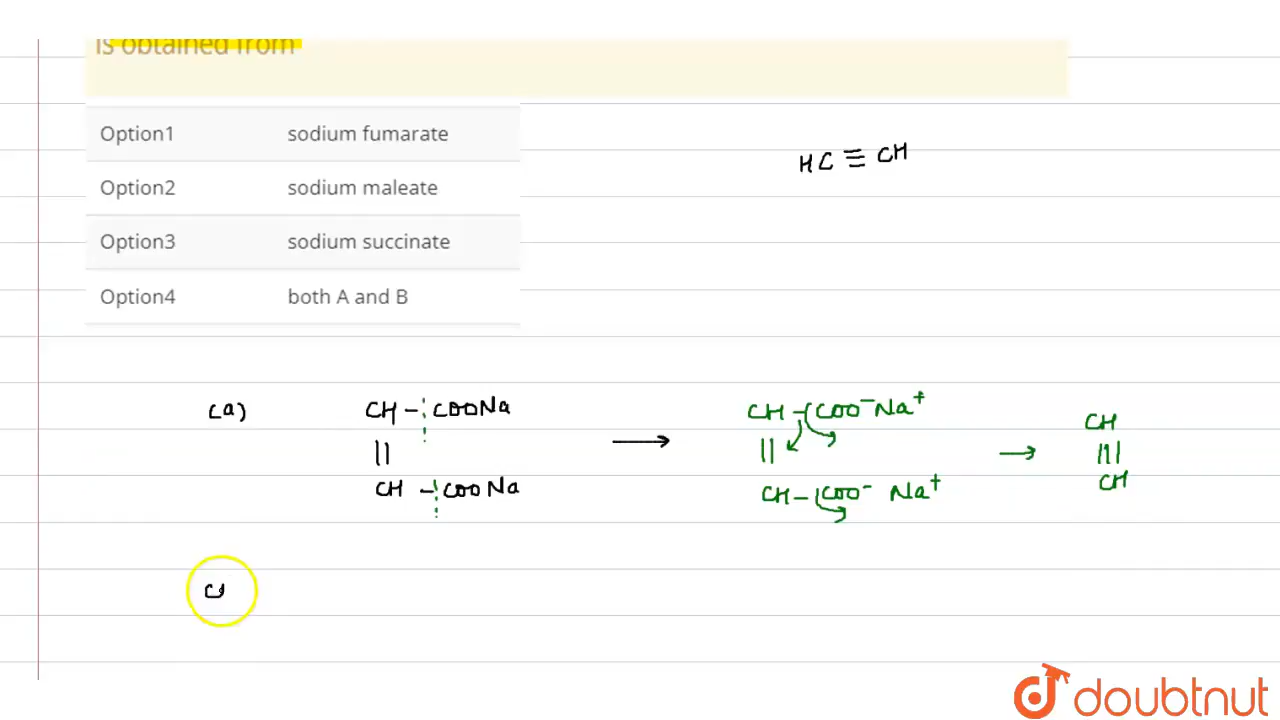 is obtained from
Option1 sodium fumarate
Option2 sodium maleate
Option3 sodium succinate
Option4 both A and B
HC ≡ CH
(a) CH - COONa
||
CH - COONa
CH - COO⁻ Na⁺
||
CH - COO⁻ Na⁺
CH
|||
CH
doubtnut